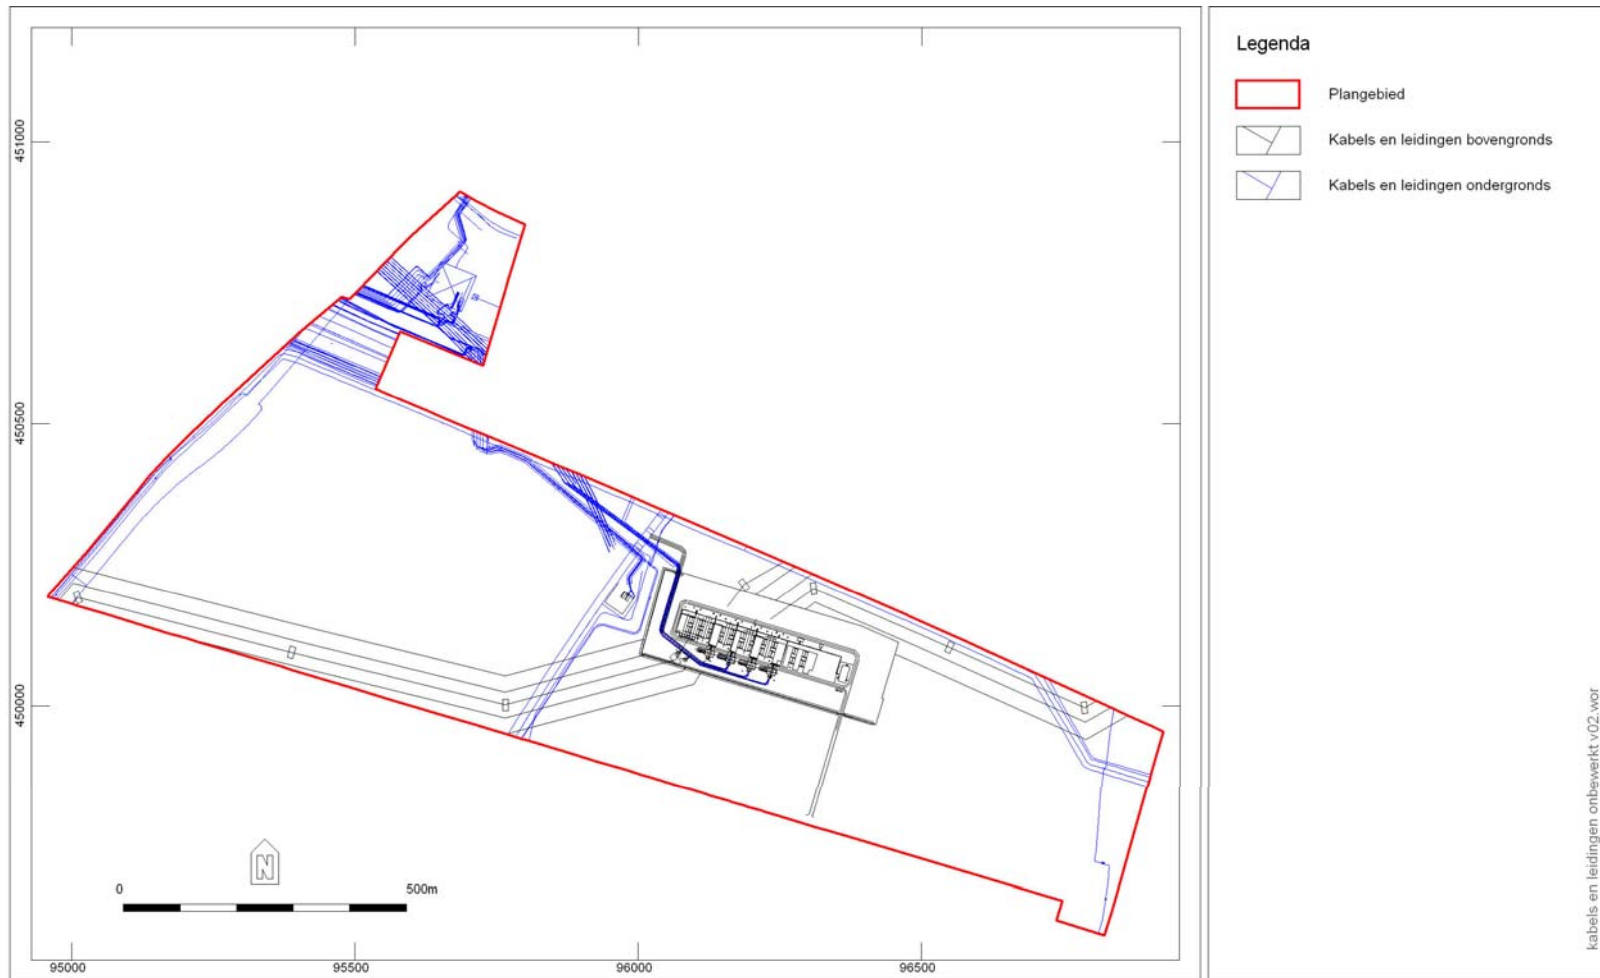 Legenda
Plangebied
Kabels en leidingen bovengronds
Kabels en leidingen ondergronds
451000
450500
450000
N
0
500m
95000
95500
96000
96500
kabels en leidingen onbewerkt v02.wor